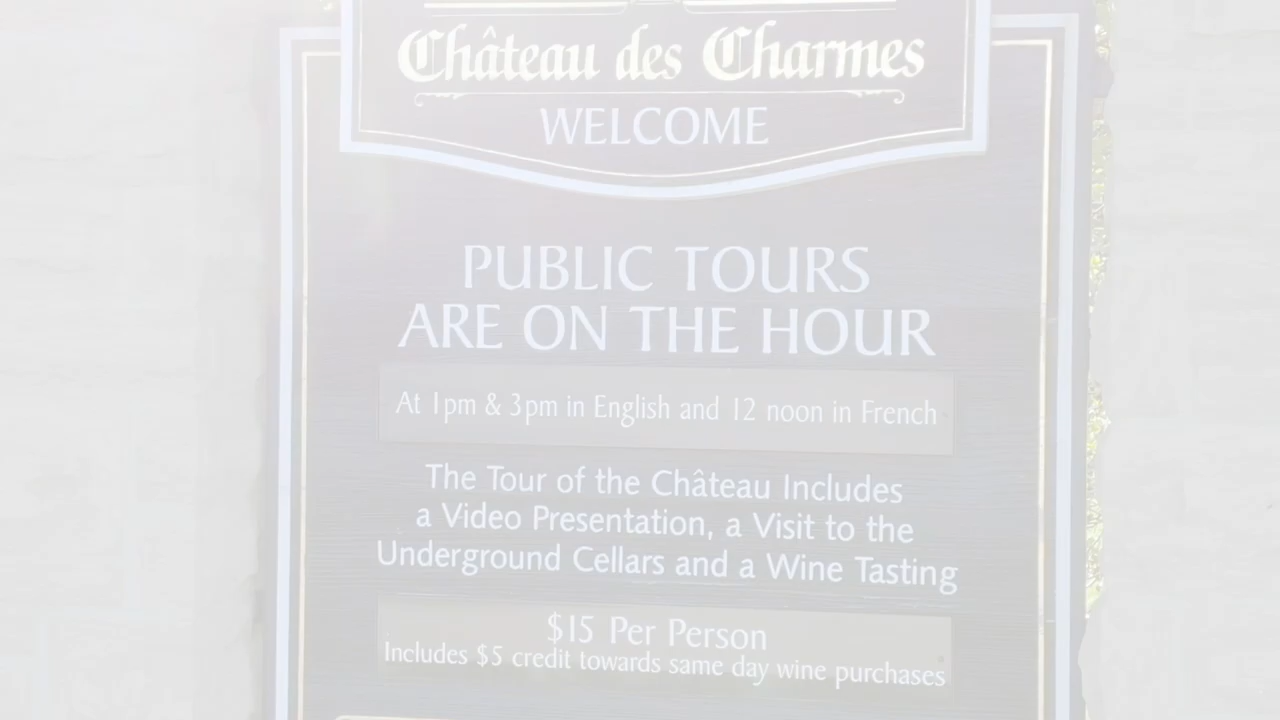 Château des Charmes
WELCOME
PUBLIC TOURS
ARE ON THE HOUR
At 1pm & 3pm in English and 12 noon in French
The Tour of the Château Includes
a Video Presentation, a Visit to the
Underground Cellars and a Wine Tasting
$15 Per Person
Includes $5 credit towards same day wine purchases